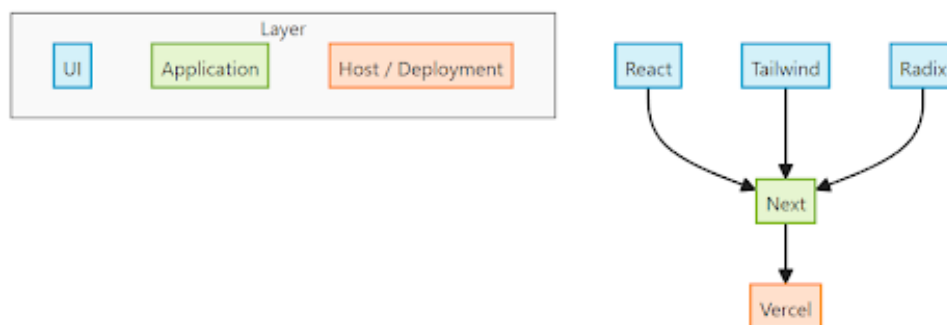 Layer
UI Application Host / Deployment
React Tailwind Radix
Next
Vercel